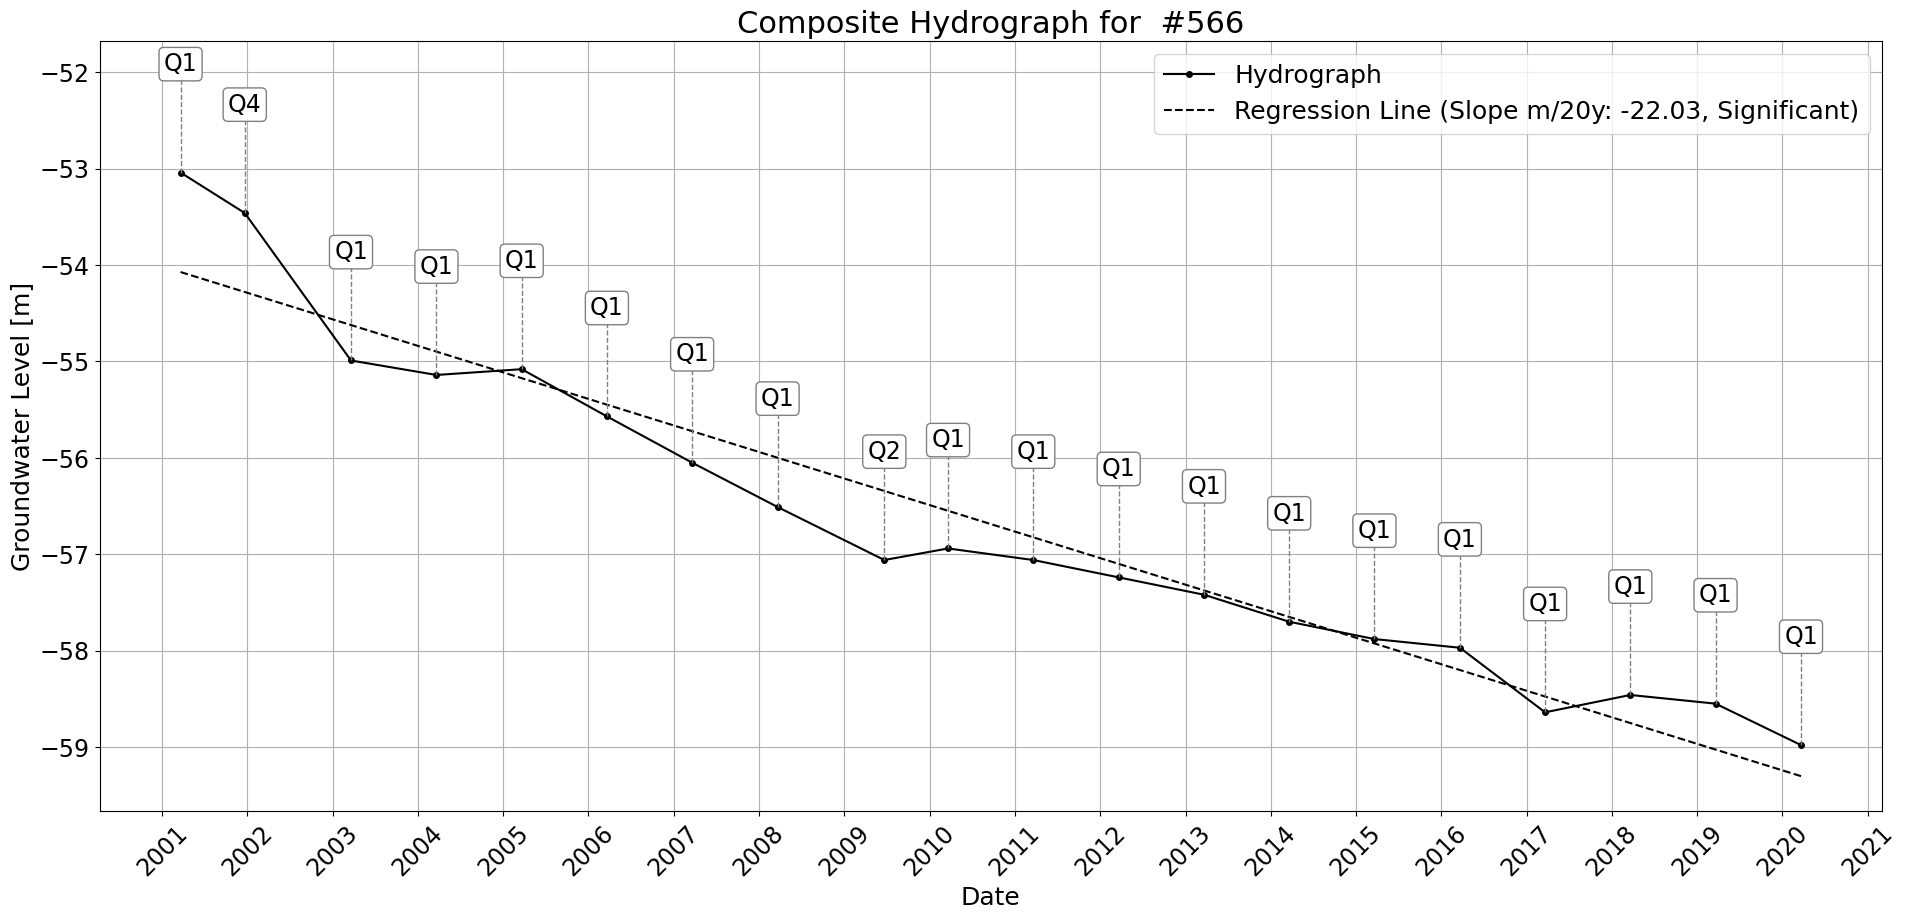 Composite Hydrograph for  #566
Hydrograph
Regression Line (Slope m/20y: -22.03, Significant)
Q1
Q4
Q1
Q1
Q1
Q1
Q1
Q1
Q2
Q1
Q1
Q1
Q1
Q1
Q1
Q1
Q1
Q1
Q1
Q1
Groundwater Level [m]
−52
−53
−54
−55
−56
−57
−58
−59
2001
2002
2003
2004
2005
2006
2007
2008
2009
2010
2011
2012
2013
2014
2015
2016
2017
2018
2019
2020
2021
Date